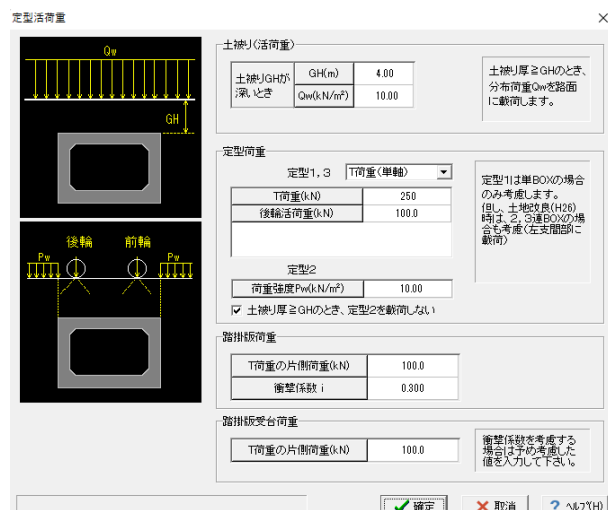 定型活荷重
Qw
GH
後輪 前輪
Pw Pw
土被り(活荷重)
土被りGHが深いとき
GH(m) 4.00
Qw(kN/m²) 10.00
土被り厚≧GHのとき、
分布荷重Qwを路面
に載荷します。
定型荷重
定型1, 3 T荷重(単軸)
T荷重(kN) 250
後輪活荷重(kN) 100.0
定型2
荷重強度Pw(kN/m²) 10.00
土被り厚≧GHのとき、定型2を載荷しない
定型1は単BOXの場合
のみ考慮します。
但し、土地改良(H26)
時は、2, 3連BOXの場
合も考慮(左支間部に
載荷)
踏掛版荷重
T荷重の片側荷重(kN) 100.0
衝撃係数 i 0.300
踏掛版受台荷重
T荷重の片側荷重(kN) 100.0
衝撃係数を考慮する
場合は予め考慮した
値を入力して下さい。
確定 取消 ? ヘルプ(H)